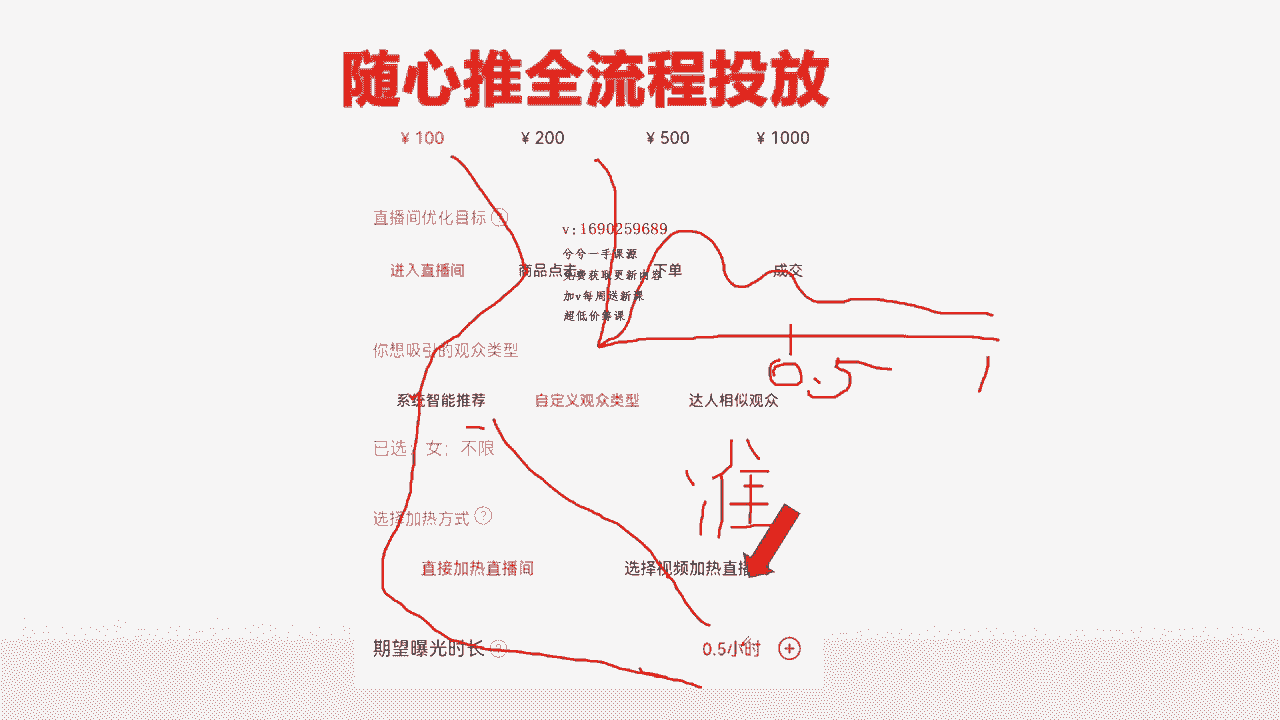 随心推全流程投放
¥ 100 ¥ 200 ¥ 500 ¥ 1000
直播间优化目标 ?
v:1690259689
兮兮一手课源
进入直播间 商品点击 下单 成交
免费获取更新内容
加v每周送新课
超低价筹课
你想吸引的观众类型
0.5 1
系统智能推荐 自定义观众类型 达人相似观众
已选：女；不限
准
选择加热方式 ?
直接加热直播间 选择视频加热直播
期望曝光时长 ? 0.5小时 +